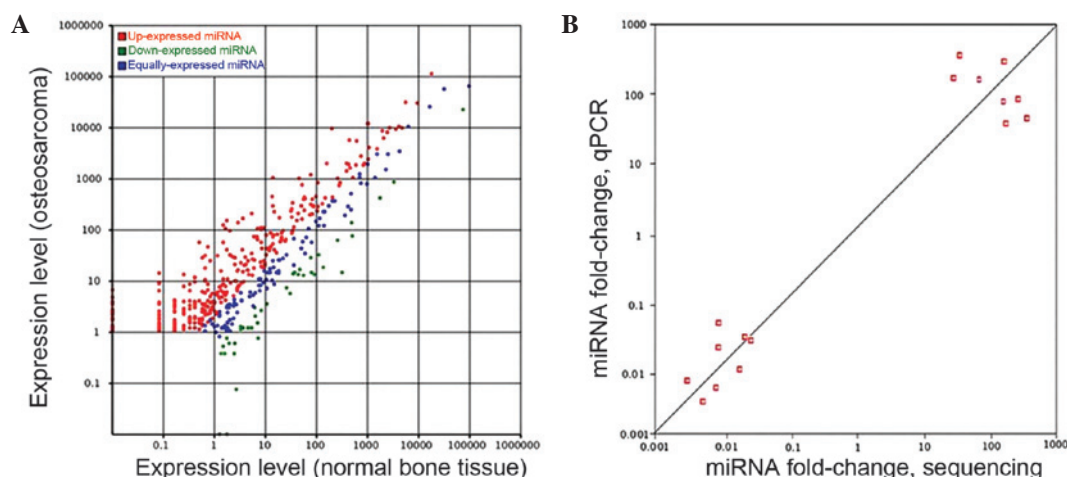 A
Expression level (osteosarcoma)
1000000
100000
10000
1000
100
10
1
0.1
Up-expressed miRNA
Down-expressed miRNA
Equally-expressed miRNA
0.1 1 10 100 1000 10000 100000 1000000
Expression level (normal bone tissue)
B
miRNA fold-change, qPCR
1000
100
10
1
0.1
0.01
0.001
0.001 0.01 0.1 1 10 100 1000
miRNA fold-change, sequencing